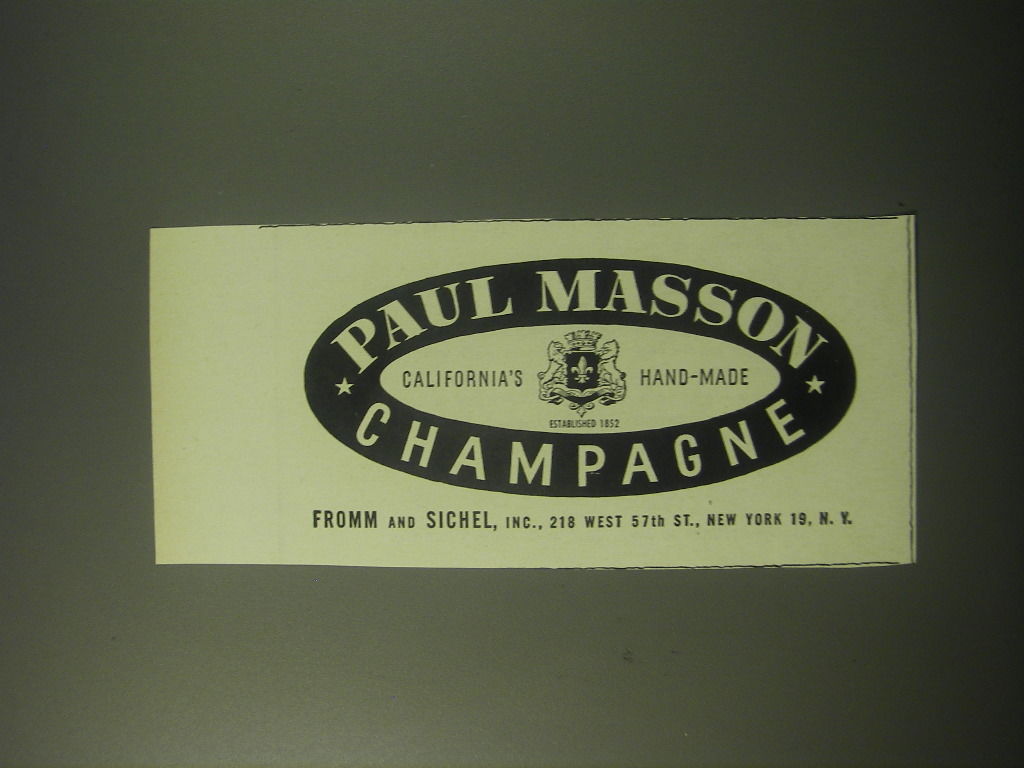 PAUL MASSON
CALIFORNIA'S HAND-MADE
ESTABLISHED 1852
CHAMPAGNE
FROMM AND SICHEL, INC., 218 WEST 57th ST., NEW YORK 19, N. Y.